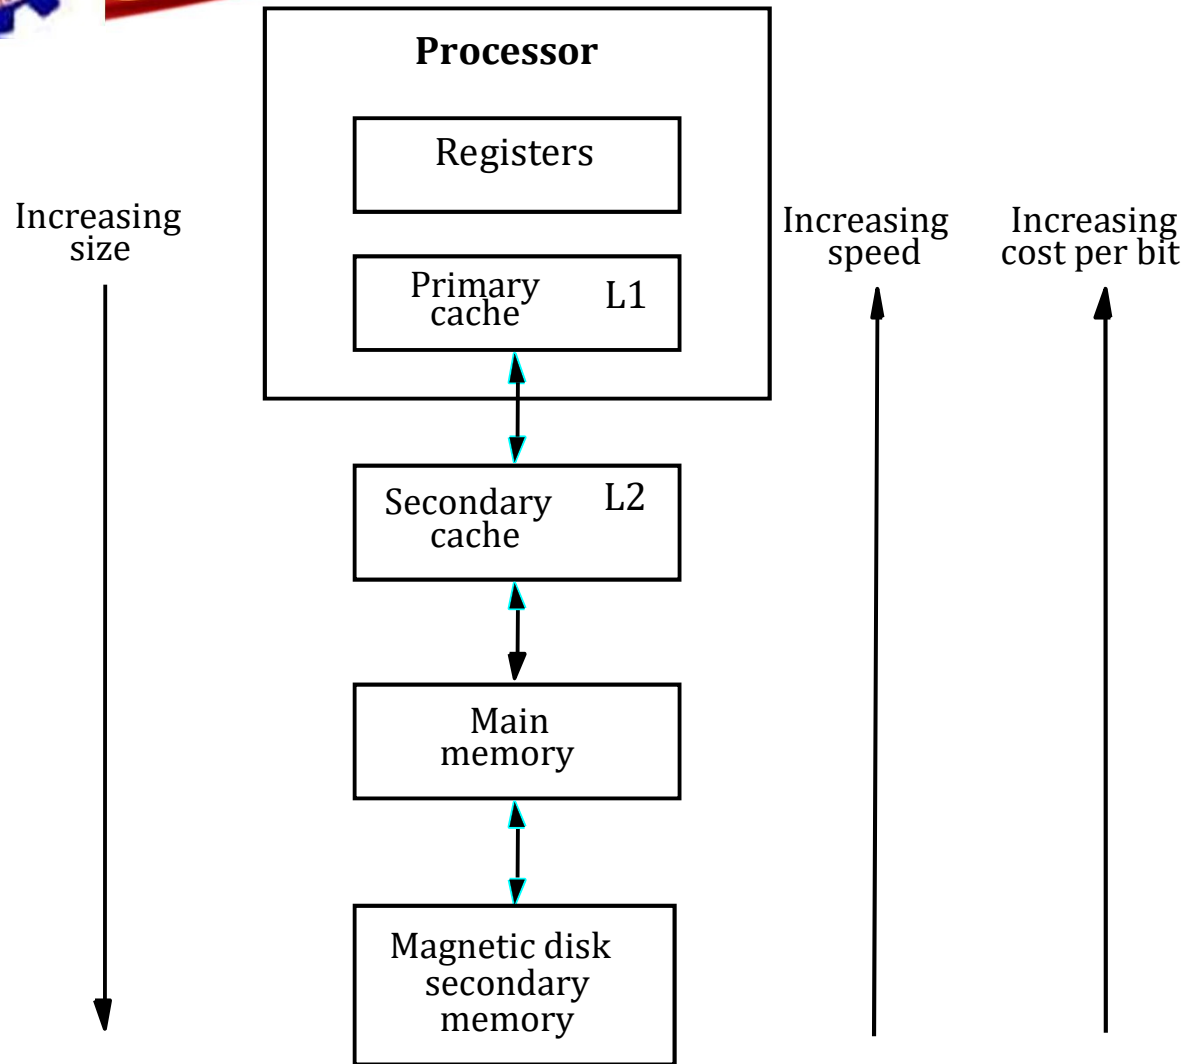 Processor
Registers
Increasing
size
Increasing
speed
Increasing
cost per bit
Primary
cache
L1
Secondary
cache
L2
Main
memory
Magnetic disk
secondary
memory